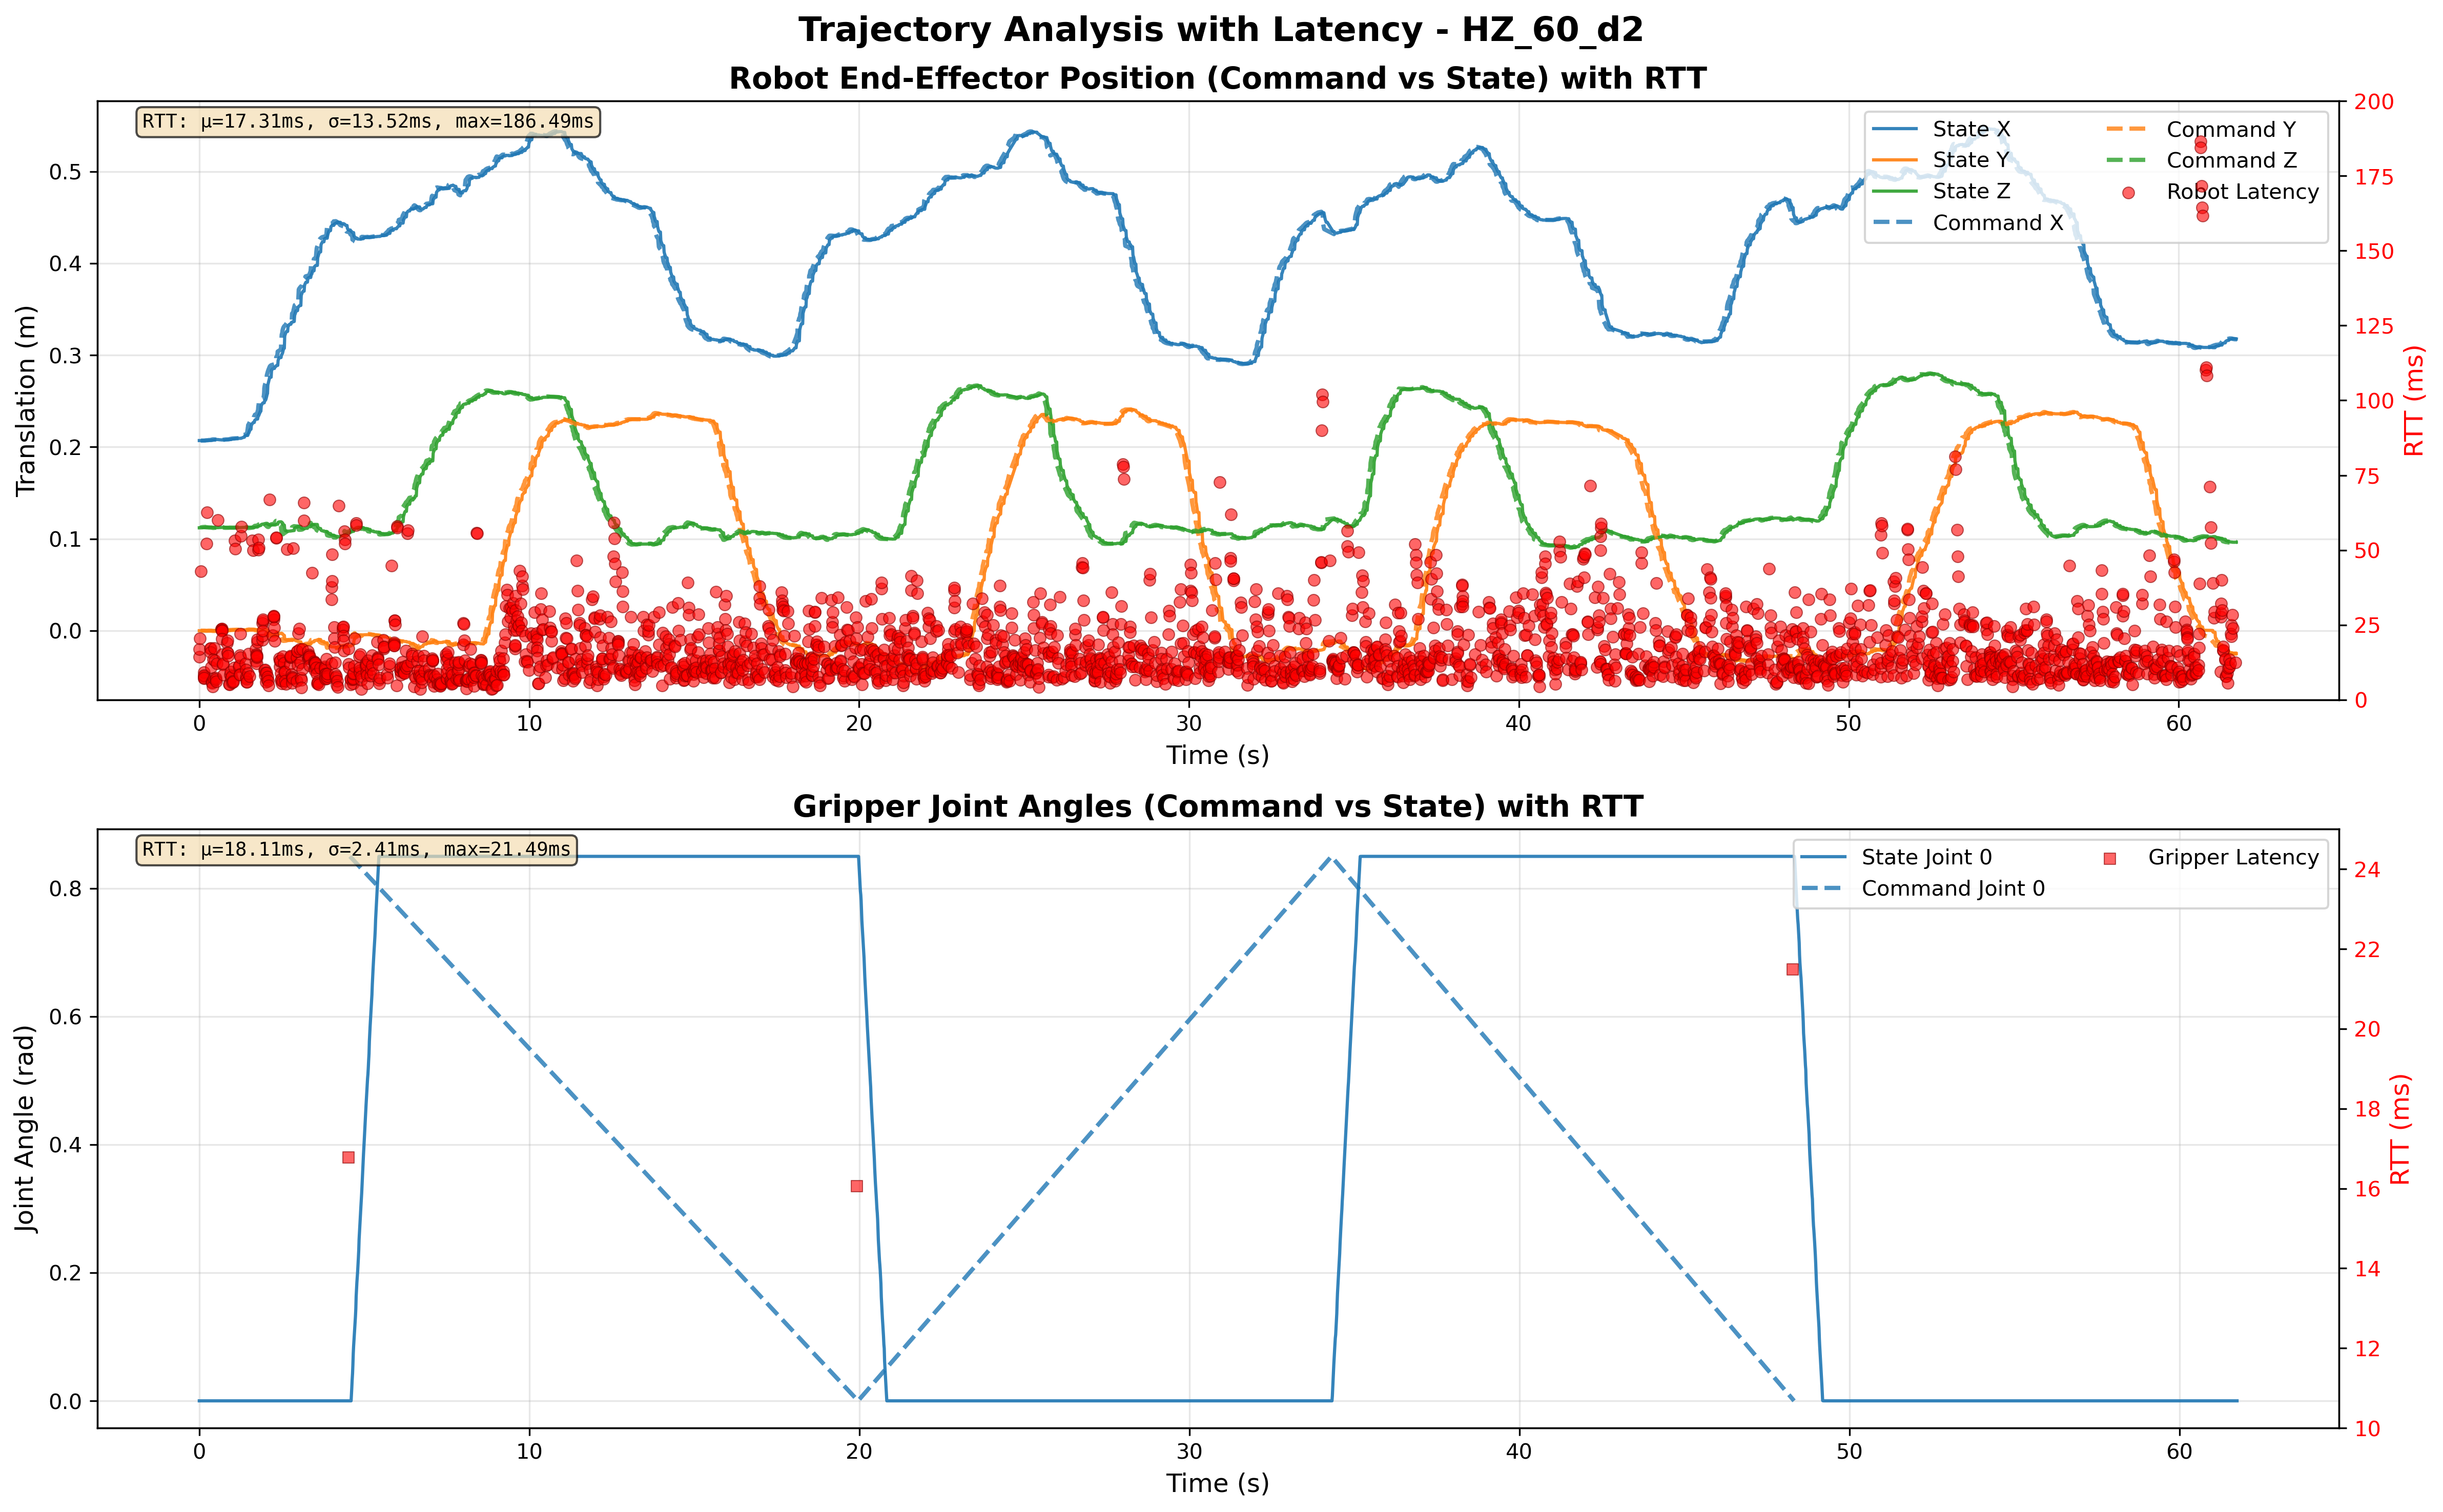 Trajectory Analysis with Latency - HZ_60_d2
Robot End-Effector Position (Command vs State) with RTT
RTT: μ=17.31ms, σ=13.52ms, max=186.49ms
State X
State Y
State Z
Command X
Command Y
Command Z
Robot Latency
Translation (m)
0.5
0.4
0.3
0.2
0.1
0.0
200
175
150
125
100
75
50
25
0
RTT (ms)
0
10
20
30
40
50
60
Time (s)
Gripper Joint Angles (Command vs State) with RTT
RTT: μ=18.11ms, σ=2.41ms, max=21.49ms
State Joint 0
Command Joint 0
Gripper Latency
Joint Angle (rad)
0.8
0.6
0.4
0.2
0.0
24
22
20
18
16
14
12
10
RTT (ms)
0
10
20
30
40
50
60
Time (s)